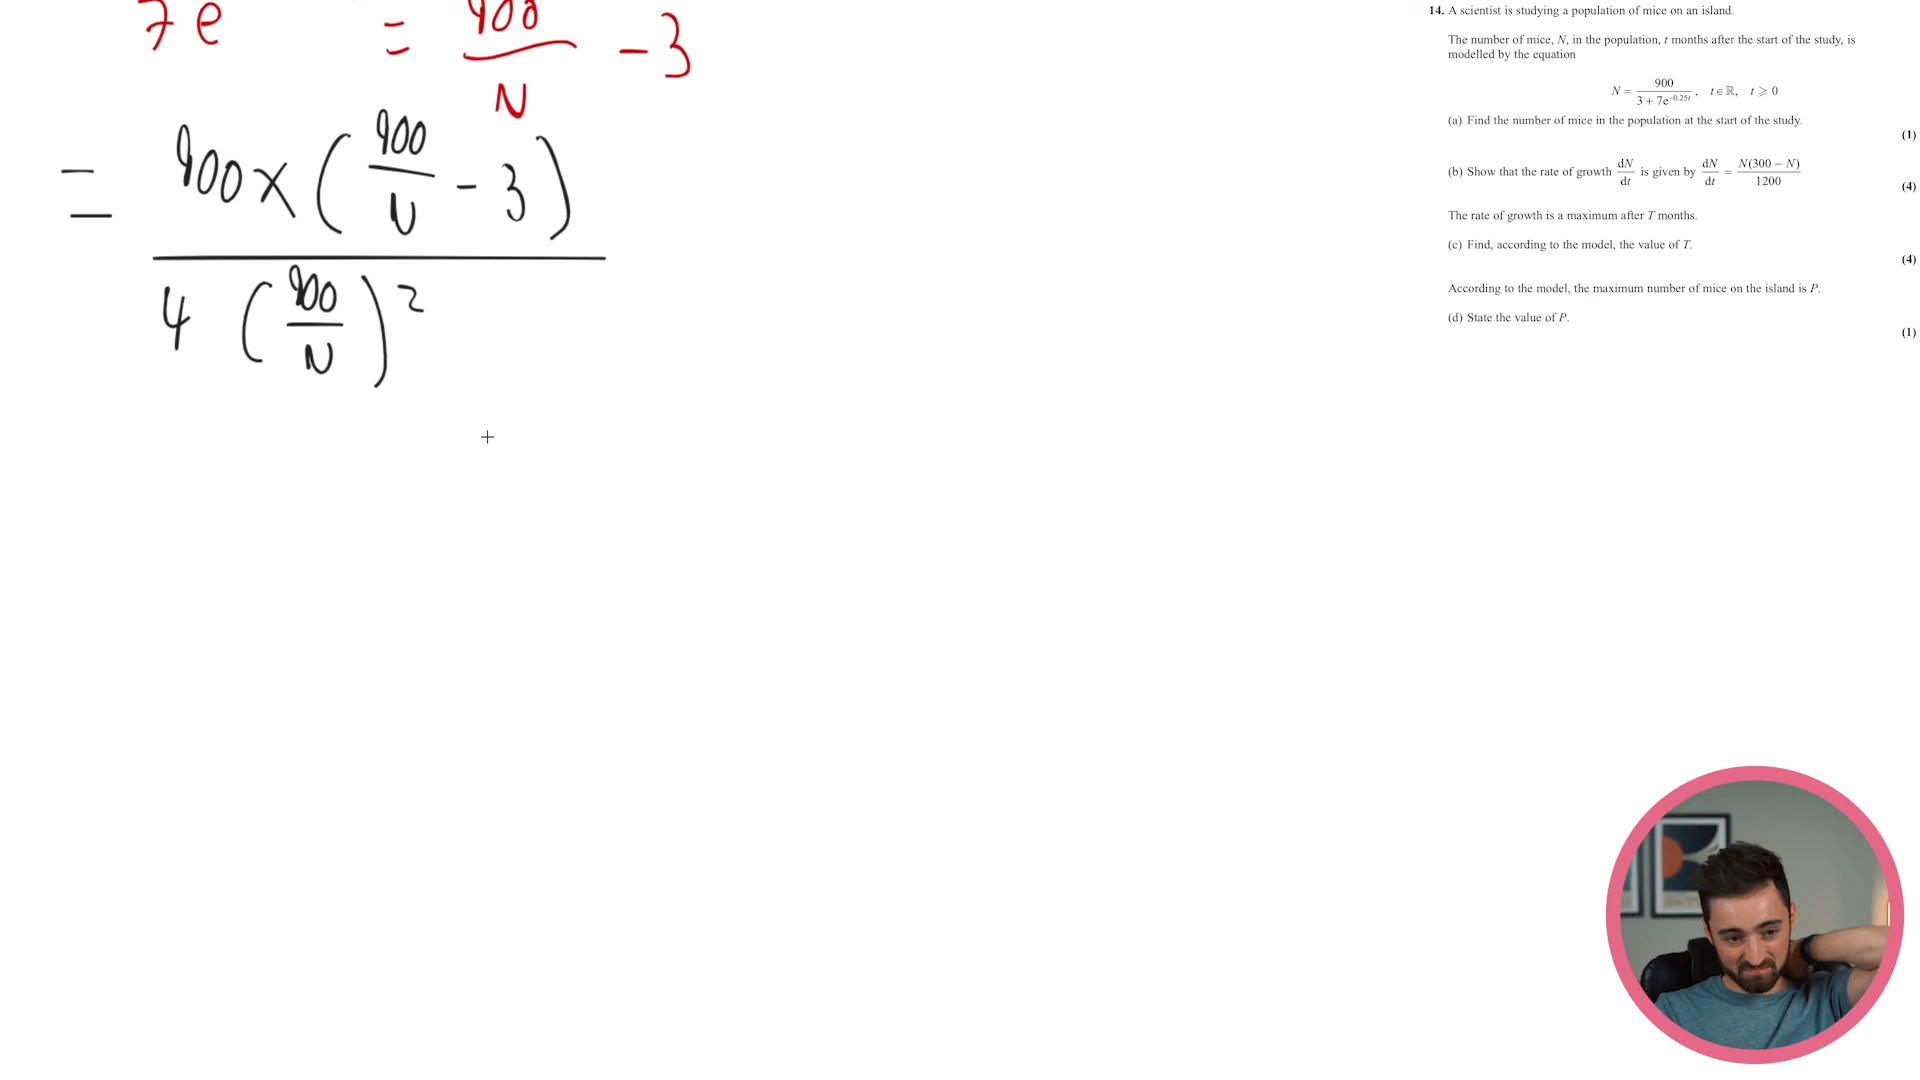 7e = 900/N - 3
= 900 x (900/N - 3)
4 (900/N)²
14. A scientist is studying a population of mice on an island.
The number of mice, N, in the population, t months after the start of the study, is
modelled by the equation
N = 900/(3 + 7e^(-0.25t)), t ∈ ℝ, t ⩾ 0
(a) Find the number of mice in the population at the start of the study.
(1)
(b) Show that the rate of growth dN/dt is given by dN/dt = N(300 − N)/1200
(4)
The rate of growth is a maximum after T months.
(c) Find, according to the model, the value of T.
(4)
According to the model, the maximum number of mice on the island is P.
(d) State the value of P.
(1)